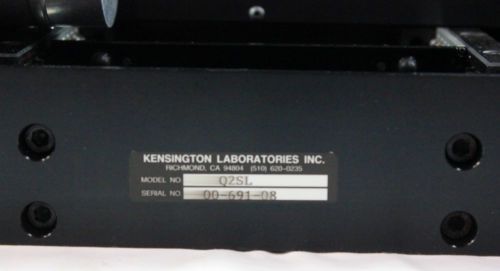 KENSINGTON LABORATORIES INC.
RICHMOND, CA 94804 (510) 620-0235
MODEL NO. Q2SL
SERIAL NO. 00-691-08